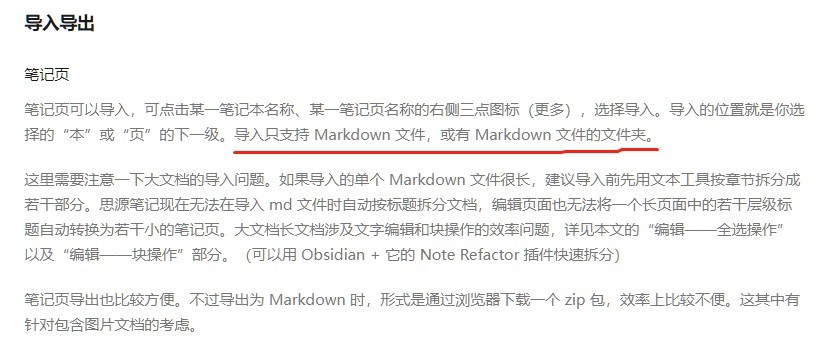 导入导出
笔记页
笔记页可以导入，可点击某一笔记本名称、某一笔记页名称的右侧三点图标（更多），选择导入。导入的位置就是你选
择的“本”或“页”的下一级。导入只支持 Markdown 文件，或有 Markdown 文件的文件夹。
这里需要注意一下大文档的导入问题。如果导入的单个 Markdown 文件很长，建议导入前先用文本工具按章节拆分成
若干部分。思源笔记现在无法在导入 md 文件时自动按标题拆分文档，编辑页面也无法将一个长页面中的若干层级标
题自动转换为若干小的笔记页。大文档长文档涉及文字编辑和块操作的效率问题，详见本文的“编辑——全选操作”
以及“编辑——块操作”部分。（可以用 Obsidian + 它的 Note Refactor 插件快速拆分）
笔记页导出也比较方便。不过导出为 Markdown 时，形式是通过浏览器下载一个 zip 包，效率上比较不便。这其中有
针对包含图片文档的考虑。